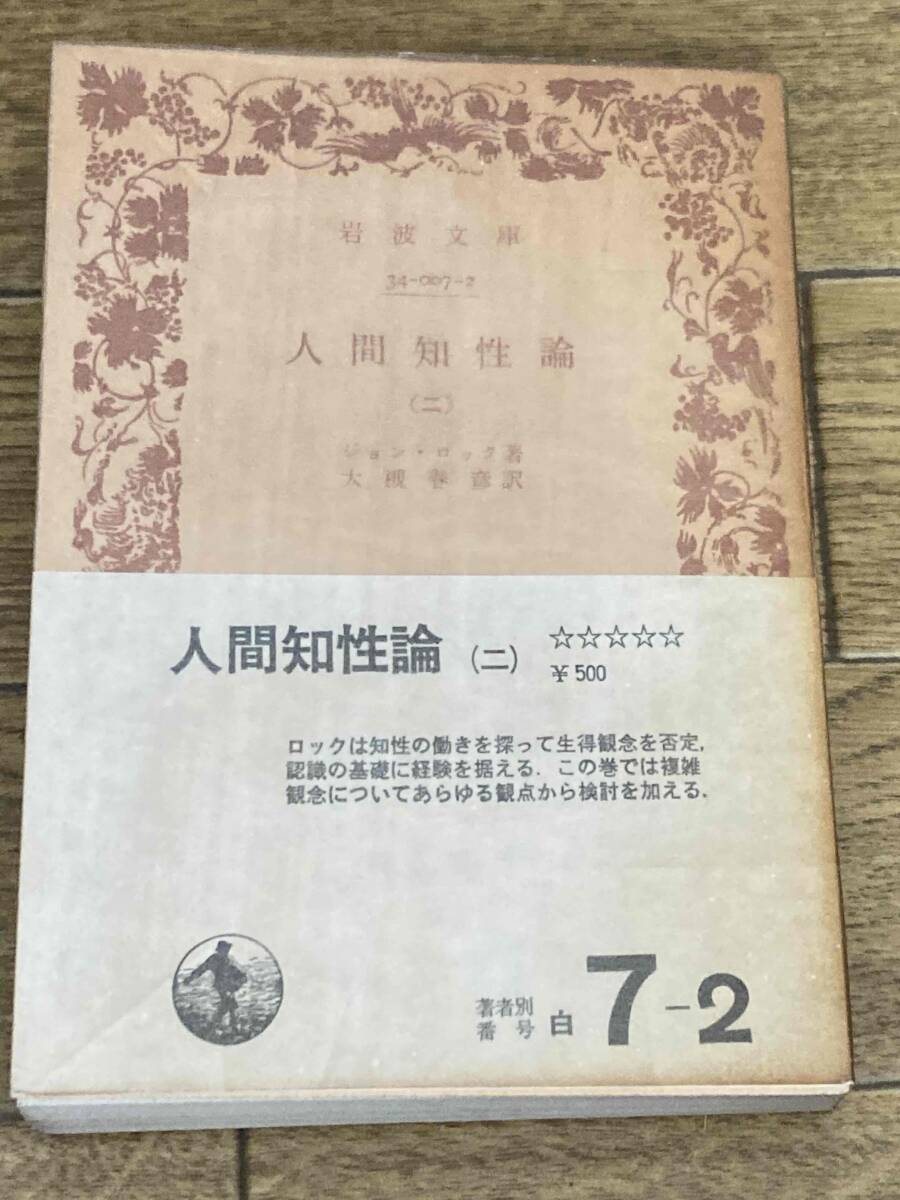 岩波文庫
34-007-2
人間知性論
(二)
ジョン・ロック著
大槻春彦訳
人間知性論 (二) ☆☆☆☆☆
¥500
ロックは知性の働きを探って生得観念を否定,
認識の基礎に経験を据える. この巻では複雑
観念についてあらゆる観点から検討を加える.
著者別
番号 白 7-2